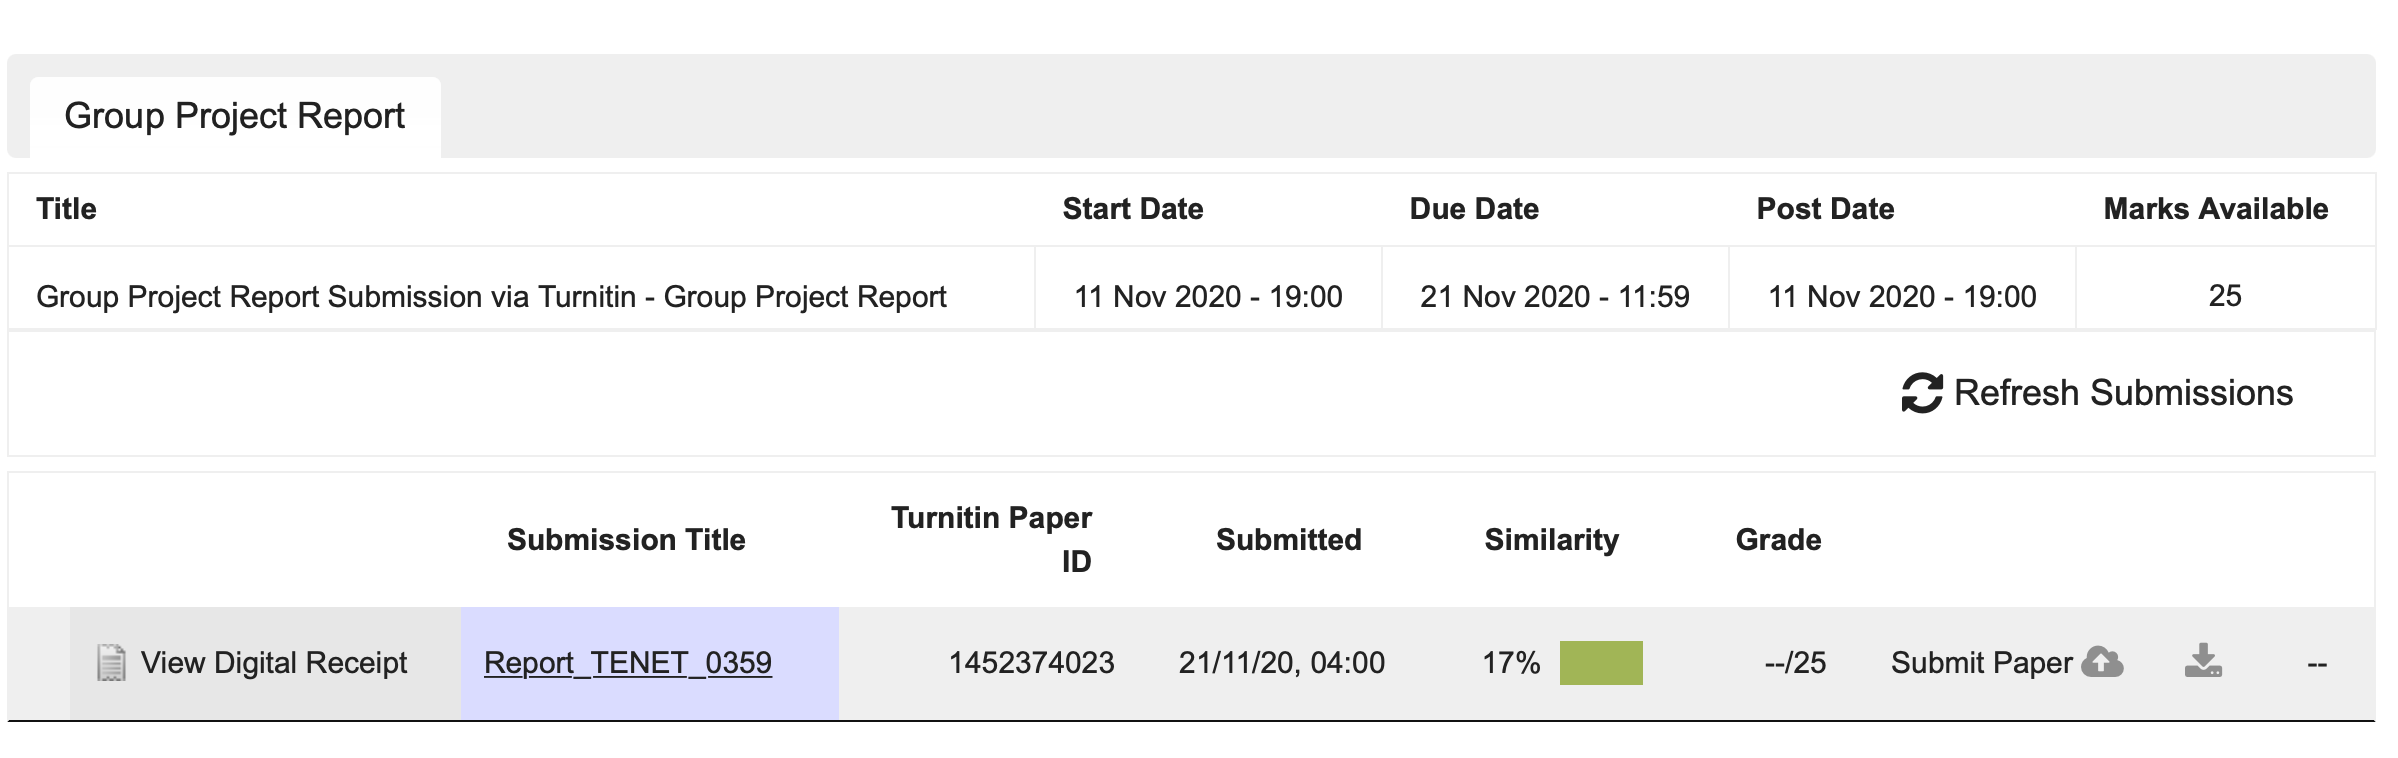 Group Project Report
Title Start Date Due Date Post Date Marks Available
Group Project Report Submission via Turnitin - Group Project Report 11 Nov 2020 - 19:00 21 Nov 2020 - 11:59 11 Nov 2020 - 19:00 25
Refresh Submissions
Submission Title Turnitin Paper ID Submitted Similarity Grade
View Digital Receipt Report_TENET_0359 1452374023 21/11/20, 04:00 17% --/25 Submit Paper --